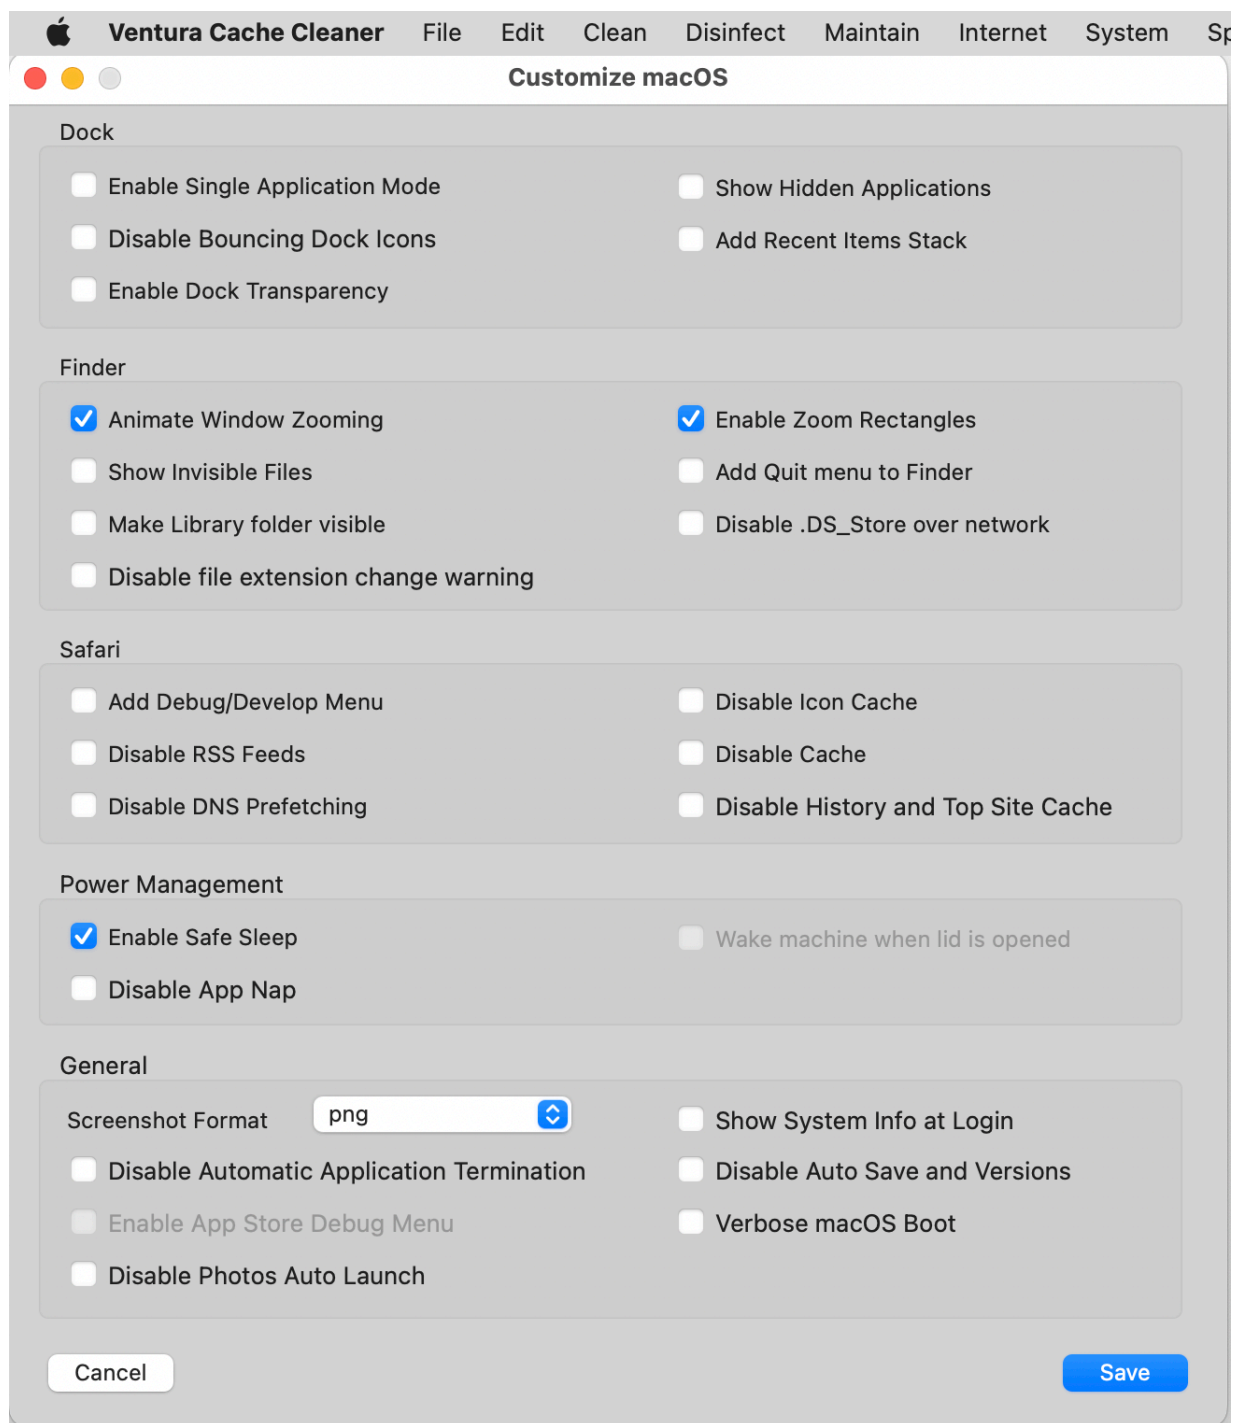 Ventura Cache Cleaner File Edit Clean Disinfect Maintain Internet System Sp
Customize macOS
Dock
Enable Single Application Mode
Show Hidden Applications
Disable Bouncing Dock Icons
Add Recent Items Stack
Enable Dock Transparency
Finder
Animate Window Zooming
Enable Zoom Rectangles
Show Invisible Files
Add Quit menu to Finder
Make Library folder visible
Disable .DS_Store over network
Disable file extension change warning
Safari
Add Debug/Develop Menu
Disable Icon Cache
Disable RSS Feeds
Disable Cache
Disable DNS Prefetching
Disable History and Top Site Cache
Power Management
Enable Safe Sleep
Wake machine when lid is opened
Disable App Nap
General
Screenshot Format png
Show System Info at Login
Disable Automatic Application Termination
Disable Auto Save and Versions
Enable App Store Debug Menu
Verbose macOS Boot
Disable Photos Auto Launch
Cancel
Save